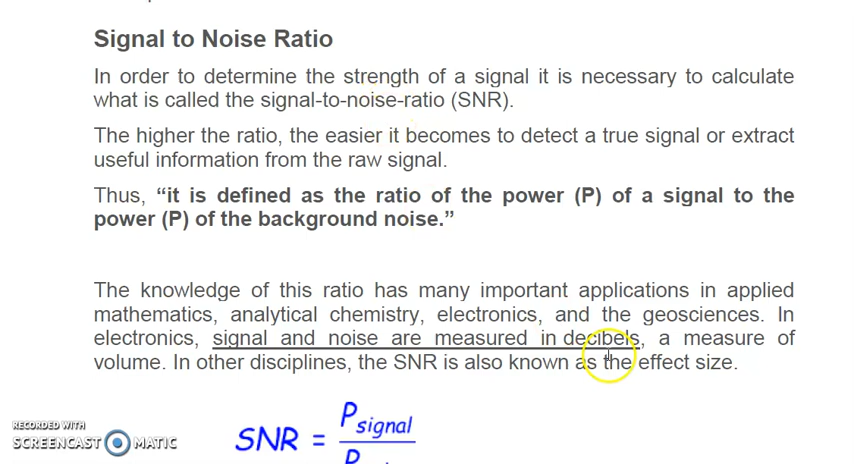 Signal to Noise Ratio
In order to determine the strength of a signal it is necessary to calculate
what is called the signal-to-noise-ratio (SNR).
The higher the ratio, the easier it becomes to detect a true signal or extract
useful information from the raw signal.
Thus, “it is defined as the ratio of the power (P) of a signal to the
power (P) of the background noise.”
The knowledge of this ratio has many important applications in applied
mathematics, analytical chemistry, electronics, and the geosciences. In
electronics, signal and noise are measured in decibels, a measure of
volume. In other disciplines, the SNR is also known as the effect size.
RECORDED WITH
SCREENCAST MATIC
SNR = P signal
P